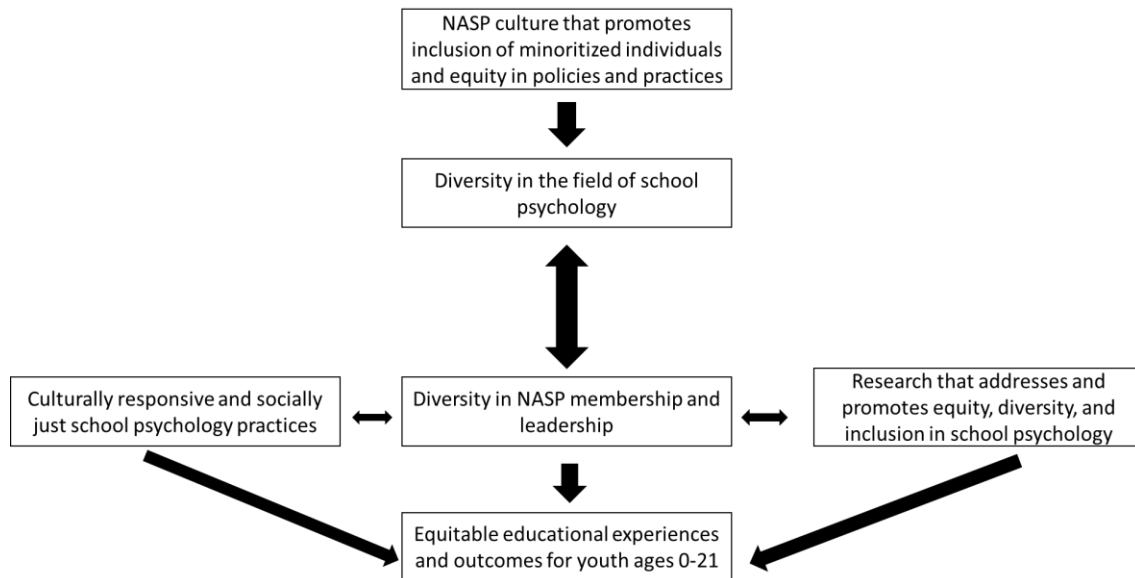 NASP culture that promotes
inclusion of minoritized individuals
and equity in policies and practices
Diversity in the field of school
psychology
Culturally responsive and socially
just school psychology practices
Diversity in NASP membership and
leadership
Research that addresses and
promotes equity, diversity, and
inclusion in school psychology
Equitable educational experiences
and outcomes for youth ages 0-21